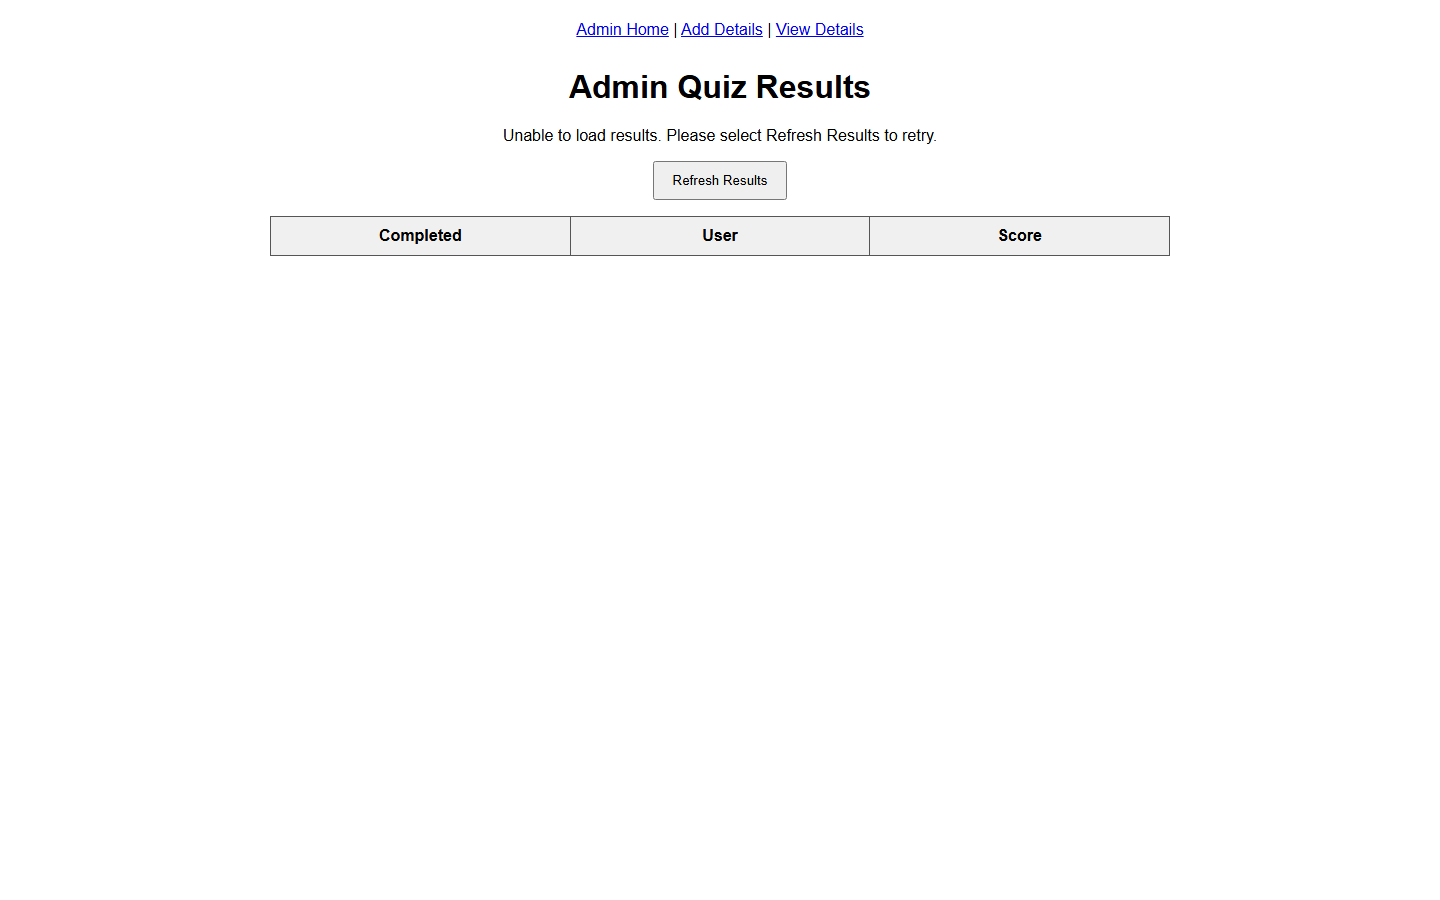 Admin Home | Add Details | View Details
Admin Quiz Results
Unable to load results. Please select Refresh Results to retry.
Refresh Results
Completed User Score